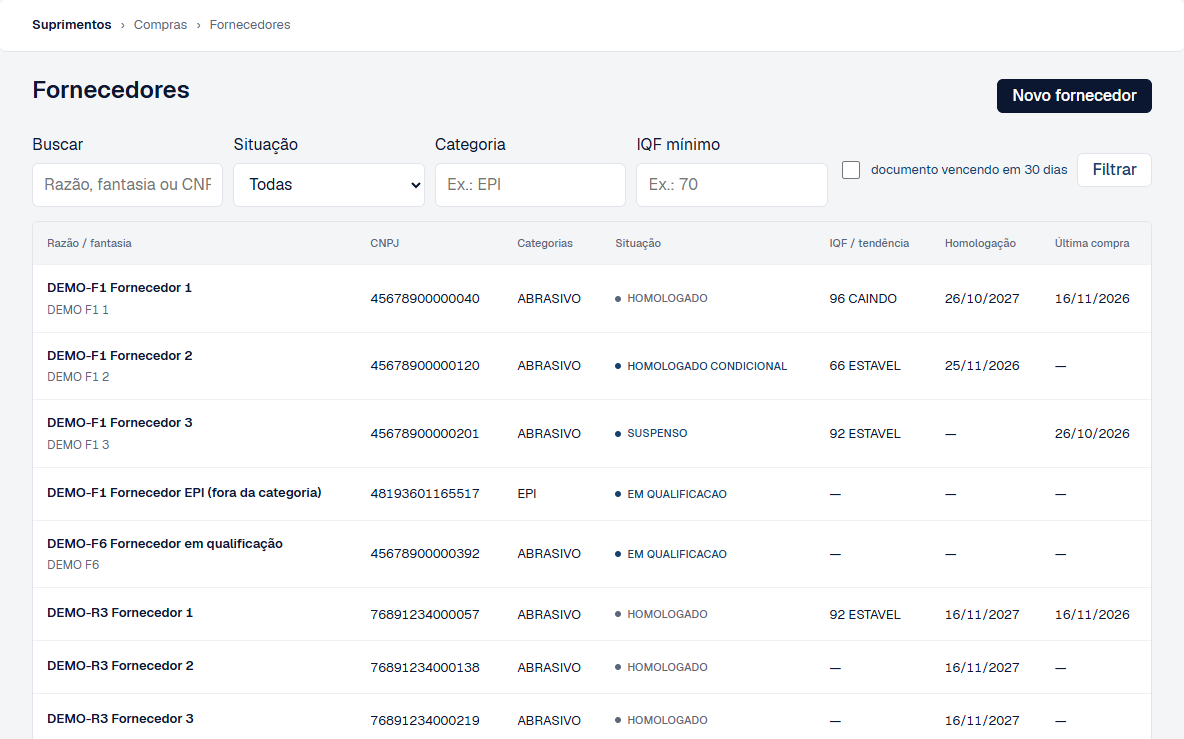 Suprimentos › Compras › Fornecedores
Fornecedores
Novo fornecedor
Buscar Situação Categoria IQF mínimo
Razão, fantasia ou CNF Todas Ex.: EPI Ex.: 70 documento vencendo em 30 dias Filtrar
Razão / fantasia CNPJ Categorias Situação IQF / tendência Homologação Última compra
DEMO-F1 Fornecedor 1
DEMO F1 1
45678900000040 ABRASIVO HOMOLOGADO 96 CAINDO 26/10/2027 16/11/2026
DEMO-F1 Fornecedor 2
DEMO F1 2
45678900000120 ABRASIVO HOMOLOGADO CONDICIONAL 66 ESTAVEL 25/11/2026 —
DEMO-F1 Fornecedor 3
DEMO F1 3
45678900000201 ABRASIVO SUSPENSO 92 ESTAVEL — 26/10/2026
DEMO-F1 Fornecedor EPI (fora da categoria) 48193601165517 EPI EM QUALIFICACAO — — —
DEMO-F6 Fornecedor em qualificação
DEMO F6
45678900000392 ABRASIVO EM QUALIFICACAO — — —
DEMO-R3 Fornecedor 1 76891234000057 ABRASIVO HOMOLOGADO 92 ESTAVEL 16/11/2027 16/11/2026
DEMO-R3 Fornecedor 2 76891234000138 ABRASIVO HOMOLOGADO — 16/11/2027 —
DEMO-R3 Fornecedor 3 76891234000219 ABRASIVO HOMOLOGADO — 16/11/2027 —